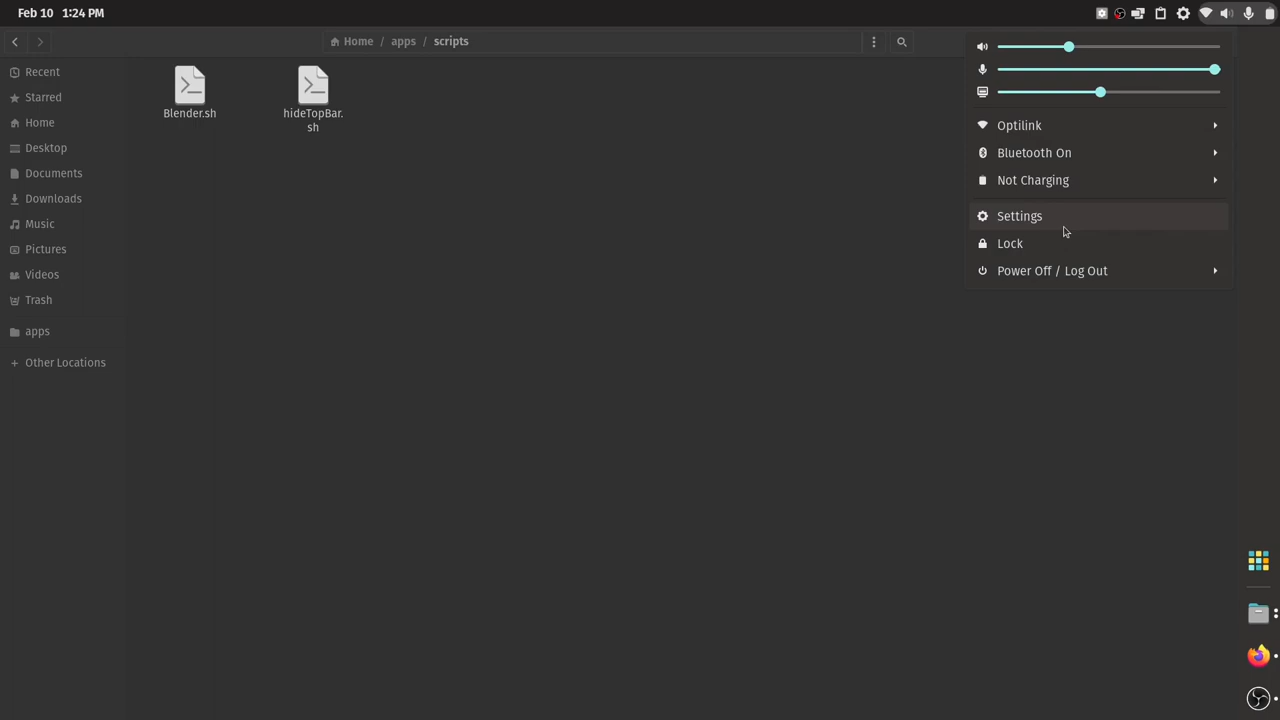 Feb 10 1:24 PM
Home / apps / scripts
Recent
Starred
Home
Desktop
Documents
Downloads
Music
Pictures
Videos
Trash
apps
Other Locations
Blender.sh
hideTopBar.
sh
Optilink
Bluetooth On
Not Charging
Settings
Lock
Power Off / Log Out